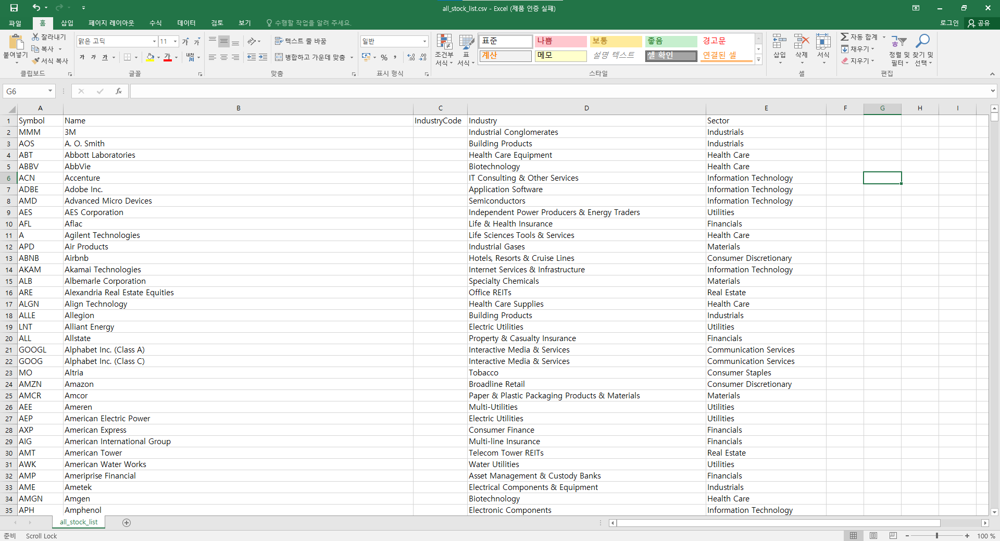 all_stock_list.csv - Excel (제품 인증 실패)
파일 홈 삽입 페이지 레이아웃 수식 데이터 검토 보기 수행할 작업을 알려 주세요. 로그인 공유
붙여넣기 잘라내기 복사 서식 복사 클립보드
맑은 고딕 11 가 가 가 가 가 가 내천 글꼴
텍스트 줄 바꿈 병합하고 가운데 맞춤 맞춤
일반 % , .0 .00 .00 .0 표시 형식
조건부 서식 표 서식 표준 나쁨 보통 좋음 경고문
계산 메모 설명 텍스트 셀 확인 연결된 셀 스타일
삽입 삭제 서식 셀
자동 합계 채우기 지우기 정렬 및 필터 찾기 및 선택 편집
G6 fx
A B C D E F G H I
1 Symbol Name IndustryCode Industry Sector
2 MMM 3M Industrial Conglomerates Industrials
3 AOS A. O. Smith Building Products Industrials
4 ABT Abbott Laboratories Health Care Equipment Health Care
5 ABBV AbbVie Biotechnology Health Care
6 ACN Accenture IT Consulting & Other Services Information Technology
7 ADBE Adobe Inc. Application Software Information Technology
8 AMD Advanced Micro Devices Semiconductors Information Technology
9 AES AES Corporation Independent Power Producers & Energy Traders Utilities
10 AFL Aflac Life & Health Insurance Financials
11 A Agilent Technologies Life Sciences Tools & Services Health Care
12 APD Air Products Industrial Gases Materials
13 ABNB Airbnb Hotels, Resorts & Cruise Lines Consumer Discretionary
14 AKAM Akamai Technologies Internet Services & Infrastructure Information Technology
15 ALB Albemarle Corporation Specialty Chemicals Materials
16 ARE Alexandria Real Estate Equities Office REITs Real Estate
17 ALGN Align Technology Health Care Supplies Health Care
18 ALLE Allegion Building Products Industrials
19 LNT Alliant Energy Electric Utilities Utilities
20 ALL Allstate Property & Casualty Insurance Financials
21 GOOGL Alphabet Inc. (Class A) Interactive Media & Services Communication Services
22 GOOG Alphabet Inc. (Class C) Interactive Media & Services Communication Services
23 MO Altria Tobacco Consumer Staples
24 AMZN Amazon Broadline Retail Consumer Discretionary
25 AMCR Amcor Paper & Plastic Packaging Products & Materials Materials
26 AEE Ameren Multi-Utilities Utilities
27 AEP American Electric Power Electric Utilities Utilities
28 AXP American Express Consumer Finance Financials
29 AIG American International Group Multi-line Insurance Financials
30 AMT American Tower Telecom Tower REITs Real Estate
31 AWK American Water Works Water Utilities Utilities
32 AMP Ameriprise Financial Asset Management & Custody Banks Financials
33 AME Ametek Electrical Components & Equipment Industrials
34 AMGN Amgen Biotechnology Health Care
35 APH Amphenol Electronic Components Information Technology
all_stock_list
준비 Scroll Lock 100 %